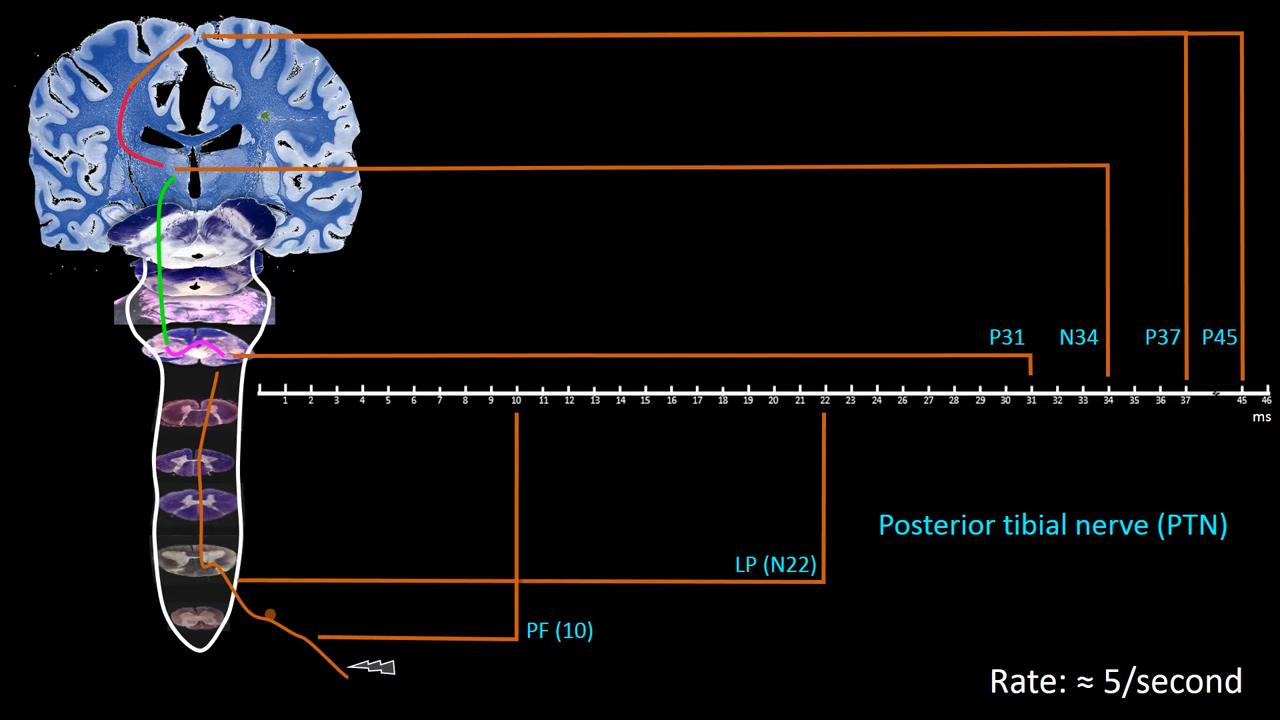 P31 N34 P37 P45
1 2 3 4 5 6 7 8 9 10 11 12 13 14 15 16 17 18 19 20 21 22 23 24 25 26 27 28 29 30 31 34 35 36 37 45 46
ms
Posterior tibial nerve (PTN)
LP (N22)
PF (10)
Rate: ≈ 5/second